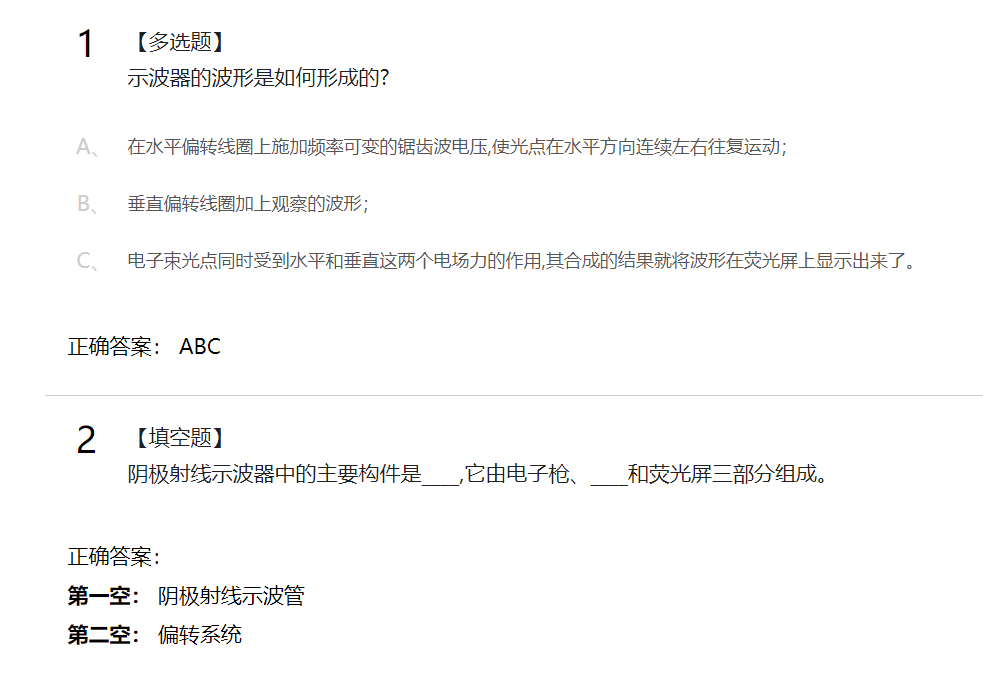 1 【多选题】
示波器的波形是如何形成的?
A、 在水平偏转线圈上施加频率可变的锯齿波电压,使光点在水平方向连续左右往复运动；
B、 垂直偏转线圈加上观察的波形；
C、 电子束光点同时受到水平和垂直这两个电场力的作用,其合成的结果就将波形在荧光屏上显示出来了。
正确答案： ABC
2 【填空题】
阴极射线示波器中的主要构件是____,它由电子枪、____和荧光屏三部分组成。
正确答案：
第一空： 阴极射线示波管
第二空： 偏转系统